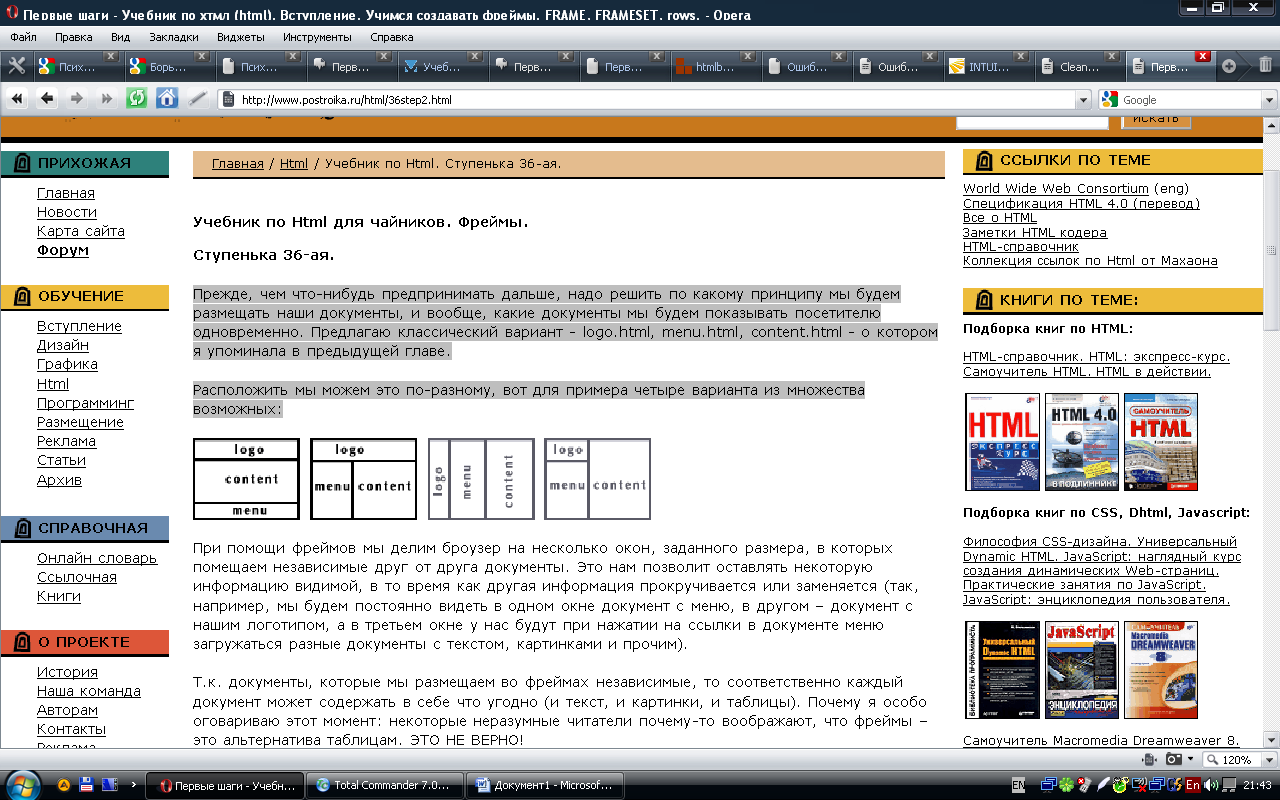 Первые шаги - Учебник по хтмл (html). Вступление. Учимся создавать фреймы. FRAME. FRAMESET. rows. - Opera
Файл Правка Вид Закладки Виджеты Инструменты Справка
Псих... Борь... Псих... Перв... Учеб... Перв... Перв... htmlb... Ошиб... Ошиб... INTUI... Clean... Перв...
http://www.postroika.ru/html/36step2.html
Google
искать
ПРИХОЖАЯ
Главная
Новости
Карта сайта
Форум
ОБУЧЕНИЕ
Вступление
Дизайн
Графика
Html
Программинг
Размещение
Реклама
Статьи
Архив
СПРАВОЧНАЯ
Онлайн словарь
Ссылочная
Книги
О ПРОЕКТЕ
История
Наша команда
Авторам
Контакты
Реклама
Главная / Html / Учебник по Html. Ступенька 36-ая.
Учебник по Html для чайников. Фреймы.
Ступенька 36-ая.
Прежде, чем что-нибудь предпринимать дальше, надо решить по какому принципу мы будем
размещать наши документы, и вообще, какие документы мы будем показывать посетителю
одновременно. Предлагаю классический вариант - logo.html, menu.html, content.html - о котором
я упоминала в предыдущей главе.
Расположить мы можем это по-разному, вот для примера четыре варианта из множества
возможных:
logo
content
menu
logo
menu content
logo menu content
logo
menu content
При помощи фреймов мы делим броузер на несколько окон, заданного размера, в которых
помещаем независимые друг от друга документы. Это нам позволит оставлять некоторую
информацию видимой, в то время как другая информация прокручивается или заменяется (так,
например, мы будем постоянно видеть в одном окне документ с меню, в другом – документ с
нашим логотипом, а в третьем окне у нас будут при нажатии на ссылки в документе меню
загружаться разные документы с текстом, картинками и прочим).
Т.к. документы, которые мы размещаем во фреймах независимые, то соответственно каждый
документ может содержать в себе что угодно (и текст, и картинки, и таблицы). Почему я особо
оговариваю этот момент: некоторые неразумные читатели почему-то воображают, что фреймы –
это альтернатива таблицам. ЭТО НЕ ВЕРНО!
ССЫЛКИ ПО ТЕМЕ
World Wide Web Consortium (eng)
Спецификация HTML 4.0 (перевод)
Все о HTML
Заметки HTML кодера
HTML-справочник
Коллекция ссылок по Html от Махаона
КНИГИ ПО ТЕМЕ:
Подборка книг по HTML:
HTML-справочник. HTML: экспресс-курс.
Самоучитель HTML. HTML в действии.
HTML
ЭКСПРЕСС
КУРС
HTML 4.0
В ПОДЛИННИКЕ
САМОУЧИТЕЛЬ
HTML
Подборка книг по CSS, Dhtml, Javascript:
Философия CSS-дизайна. Универсальный
Dynamic HTML. JavaScript: наглядный курс
создания динамических Web-страниц.
Практические занятия по JavaScript.
JavaScript: энциклопедия пользователя.
Универсальный
Dynamic HTML
JavaScript
ЭНЦИКЛОПЕДИЯ
САМОУЧИТЕЛЬ
Macromedia
DREAMWEAVER
8
Самоучитель Macromedia Dreamweaver 8.
120%
Первые шаги - Учебн... Total Commander 7.0... Документ1 - Microsof... EN En 21:43